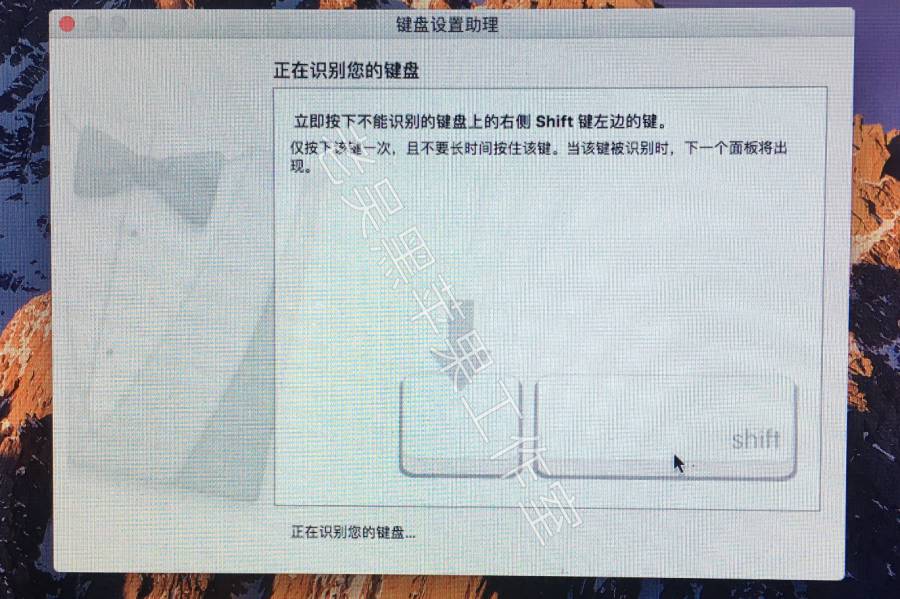 键盘设置助理
正在识别您的键盘
立即按下不能识别的键盘上的右侧 Shift 键左边的键。
仅按下该键一次，且不要长时间按住该键。当该键被识别时，下一个面板将出
现。
老吴黑苹果工作室
shift
正在识别您的键盘...